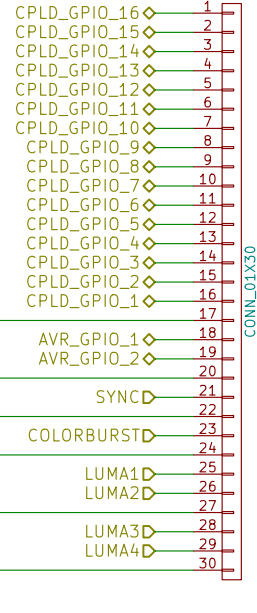 CPLD_GPIO_16 1
CPLD_GPIO_15 2
CPLD_GPIO_14 3
CPLD_GPIO_13 4
CPLD_GPIO_12 5
CPLD_GPIO_11 6
CPLD_GPIO_10 7
CPLD_GPIO_9 8
CPLD_GPIO_8 9
CPLD_GPIO_7 10
CPLD_GPIO_6 11
CPLD_GPIO_5 12
CPLD_GPIO_4 13
CPLD_GPIO_3 14
CPLD_GPIO_2 15
CPLD_GPIO_1 16
17
AVR_GPIO_1 18
AVR_GPIO_2 19
20
SYNC 21
22
COLORBURST 23
24
LUMA1 25
LUMA2 26
27
LUMA3 28
LUMA4 29
30
CONN_01X30